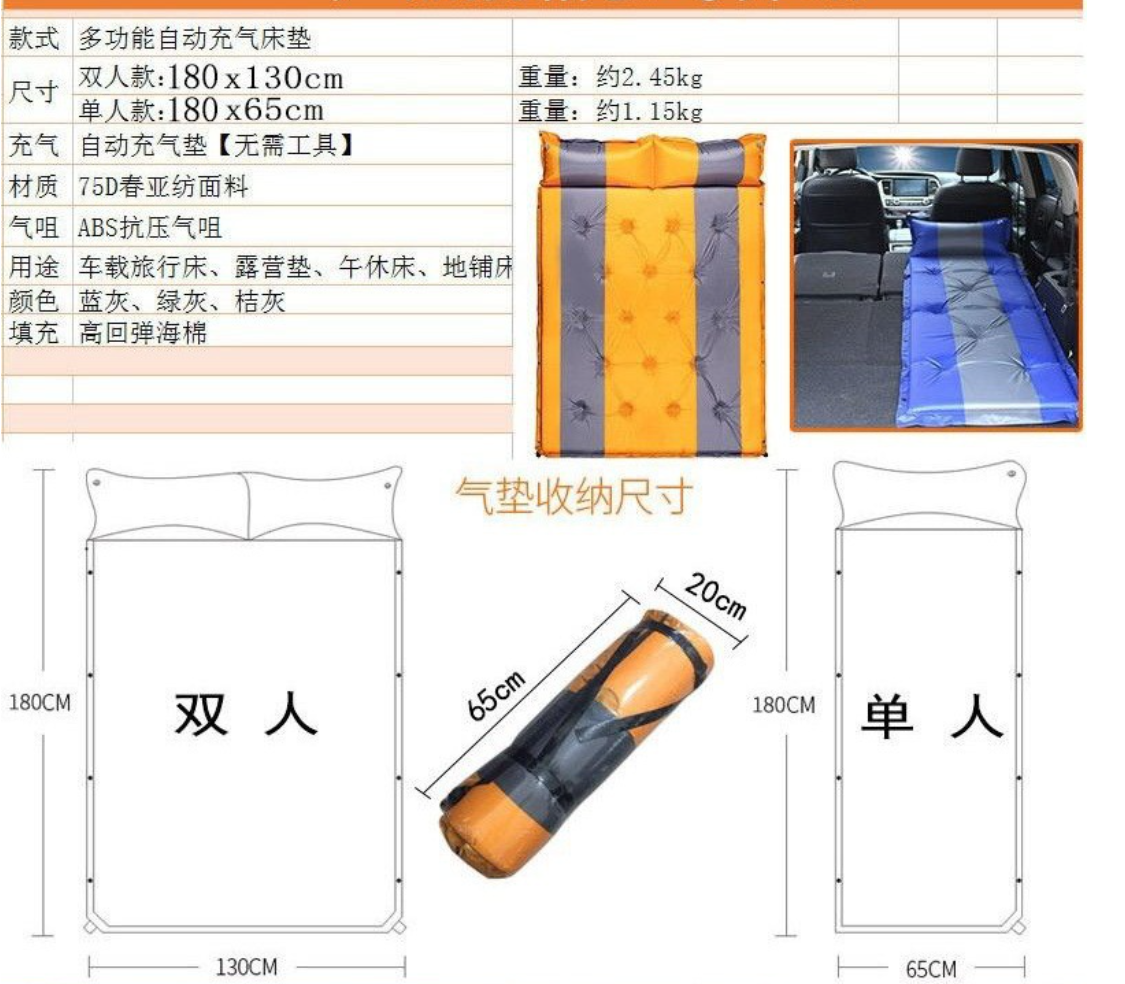 款式 多功能自动充气床垫
尺寸 双人款:180x130cm 重量：约2.45kg
单人款:180x65cm 重量：约1.15kg
充气 自动充气垫【无需工具】
材质 75D春亚纺面料
气咀 ABS抗压气咀
用途 车载旅行床、露营垫、午休床、地铺床
颜色 蓝灰、绿灰、桔灰
填充 高回弹海棉
气垫收纳尺寸
20cm
65cm
180CM
双人
180CM
单人
130CM
65CM